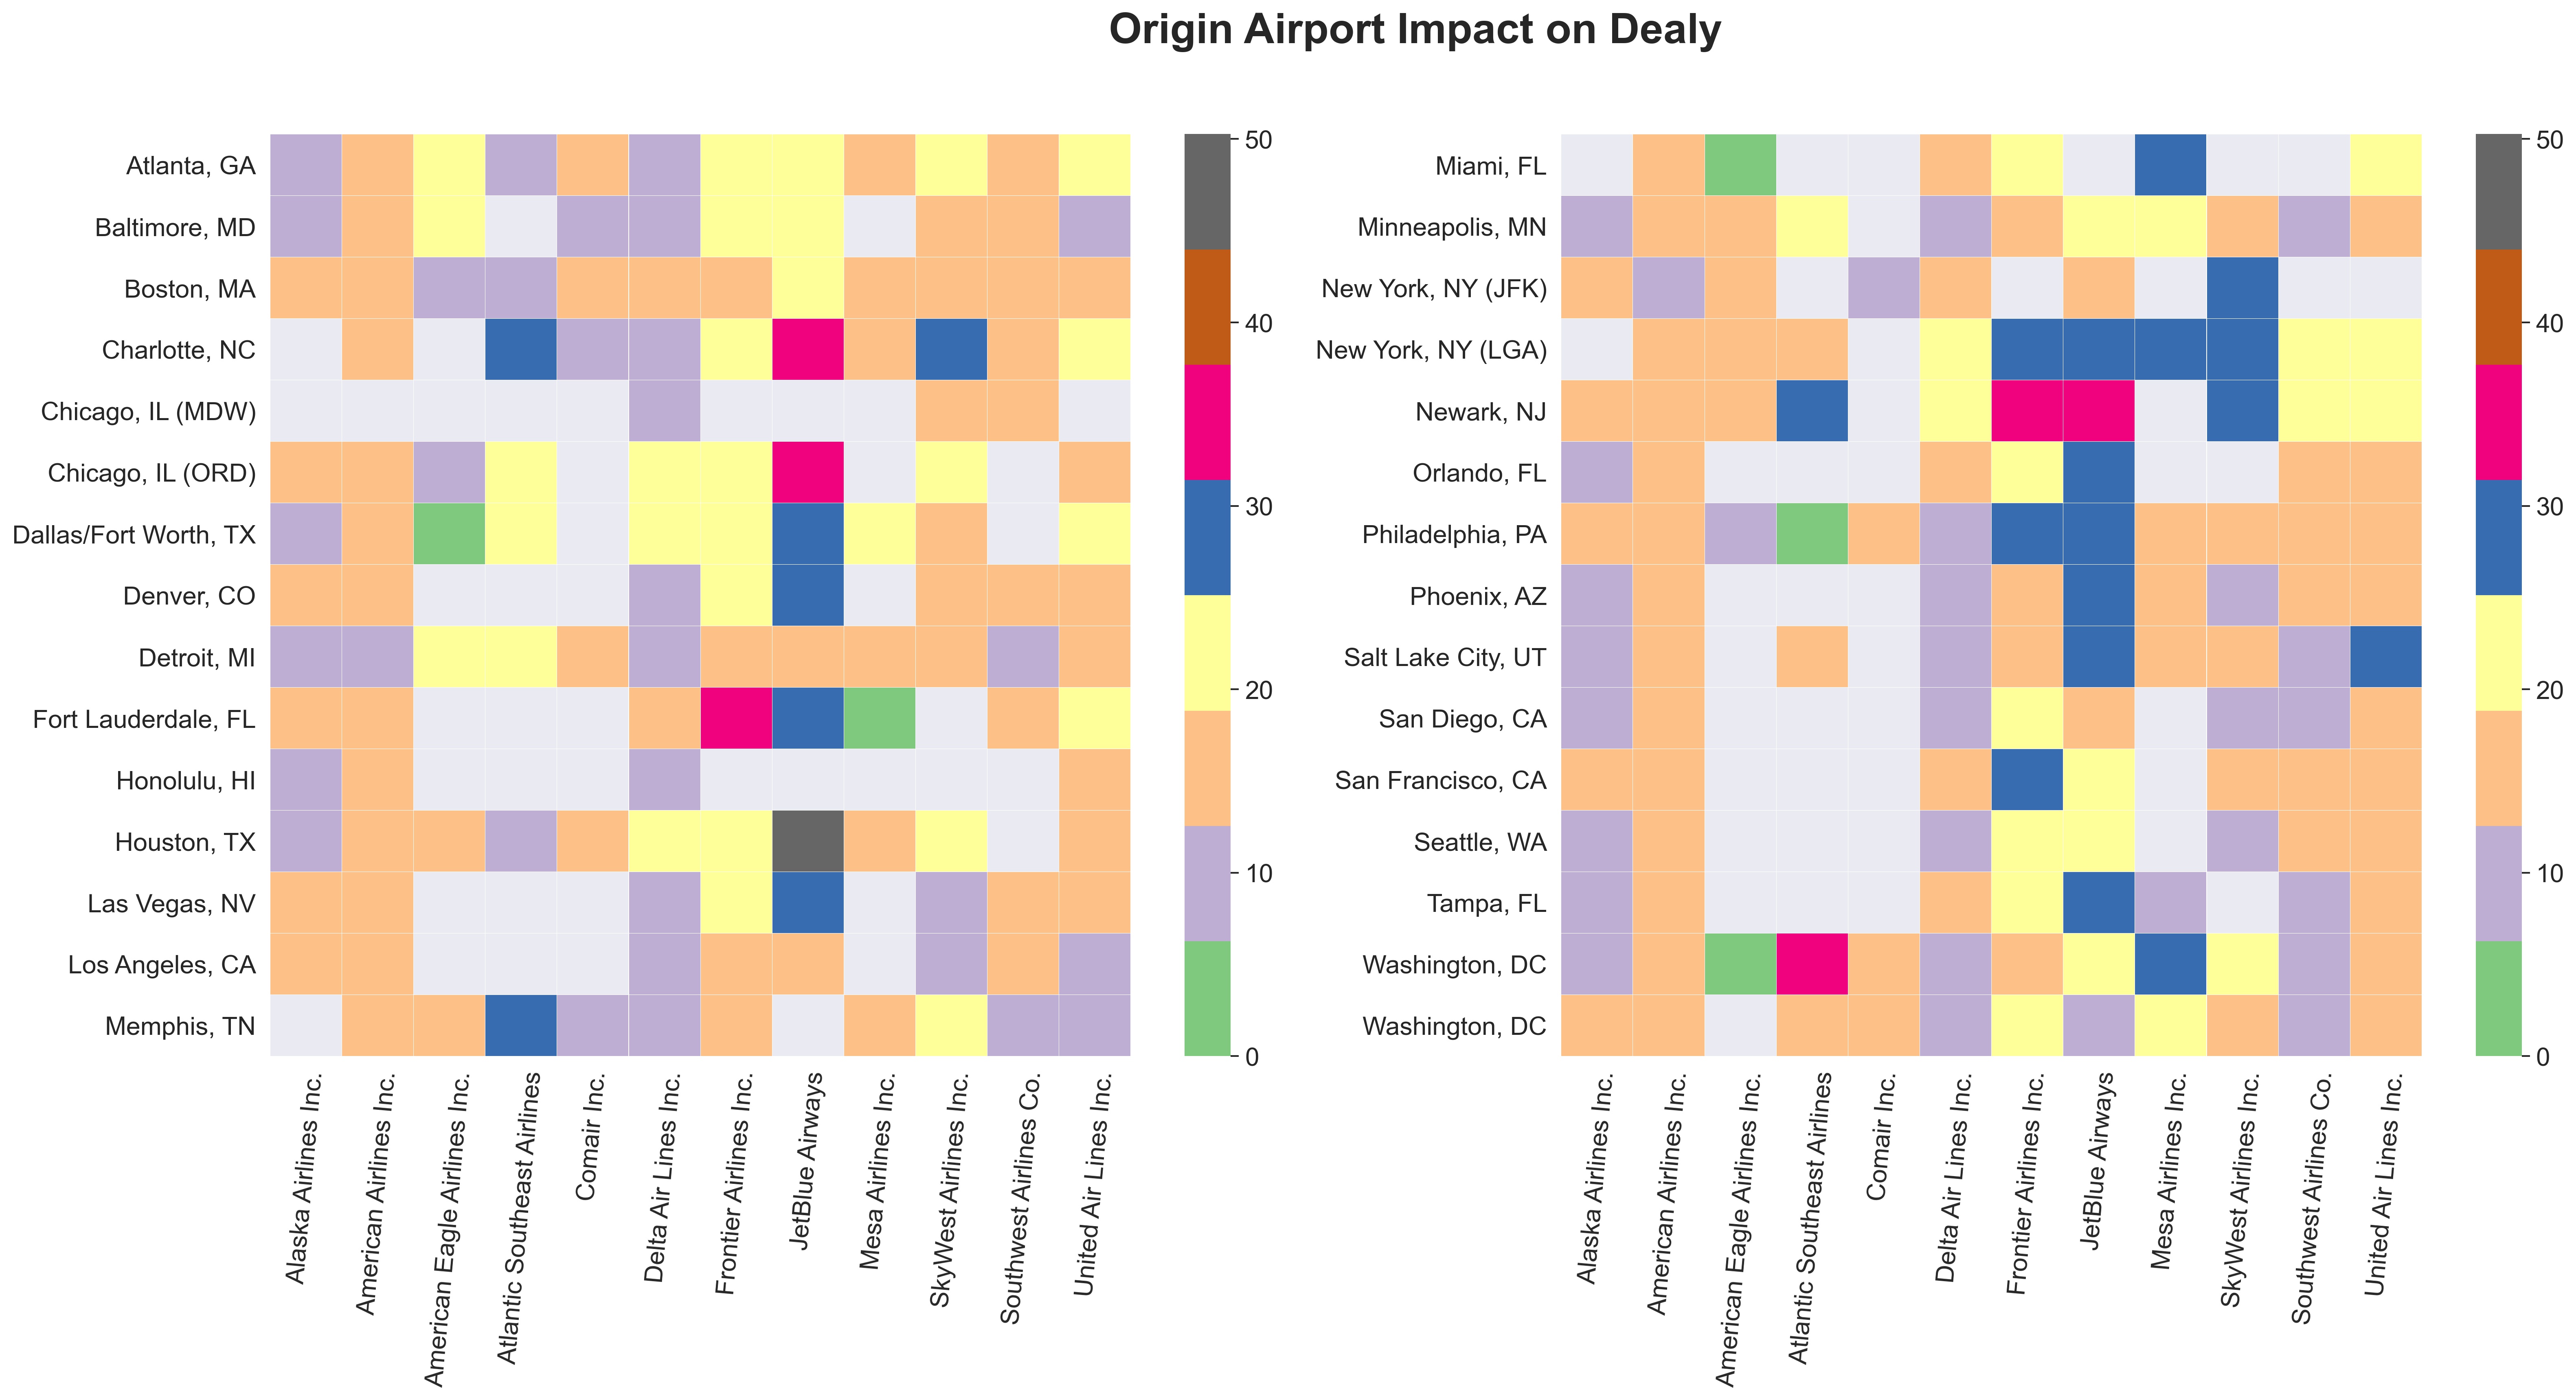 Origin Airport Impact on Dealy
Atlanta, GA
Baltimore, MD
Boston, MA
Charlotte, NC
Chicago, IL (MDW)
Chicago, IL (ORD)
Dallas/Fort Worth, TX
Denver, CO
Detroit, MI
Fort Lauderdale, FL
Honolulu, HI
Houston, TX
Las Vegas, NV
Los Angeles, CA
Memphis, TN
Alaska Airlines Inc.
American Airlines Inc.
American Eagle Airlines Inc.
Atlantic Southeast Airlines
Comair Inc.
Delta Air Lines Inc.
Frontier Airlines Inc.
JetBlue Airways
Mesa Airlines Inc.
SkyWest Airlines Inc.
Southwest Airlines Co.
United Air Lines Inc.
50
40
30
20
10
0
Miami, FL
Minneapolis, MN
New York, NY (JFK)
New York, NY (LGA)
Newark, NJ
Orlando, FL
Philadelphia, PA
Phoenix, AZ
Salt Lake City, UT
San Diego, CA
San Francisco, CA
Seattle, WA
Tampa, FL
Washington, DC
Washington, DC
Alaska Airlines Inc.
American Airlines Inc.
American Eagle Airlines Inc.
Atlantic Southeast Airlines
Comair Inc.
Delta Air Lines Inc.
Frontier Airlines Inc.
JetBlue Airways
Mesa Airlines Inc.
SkyWest Airlines Inc.
Southwest Airlines Co.
United Air Lines Inc.
50
40
30
20
10
0